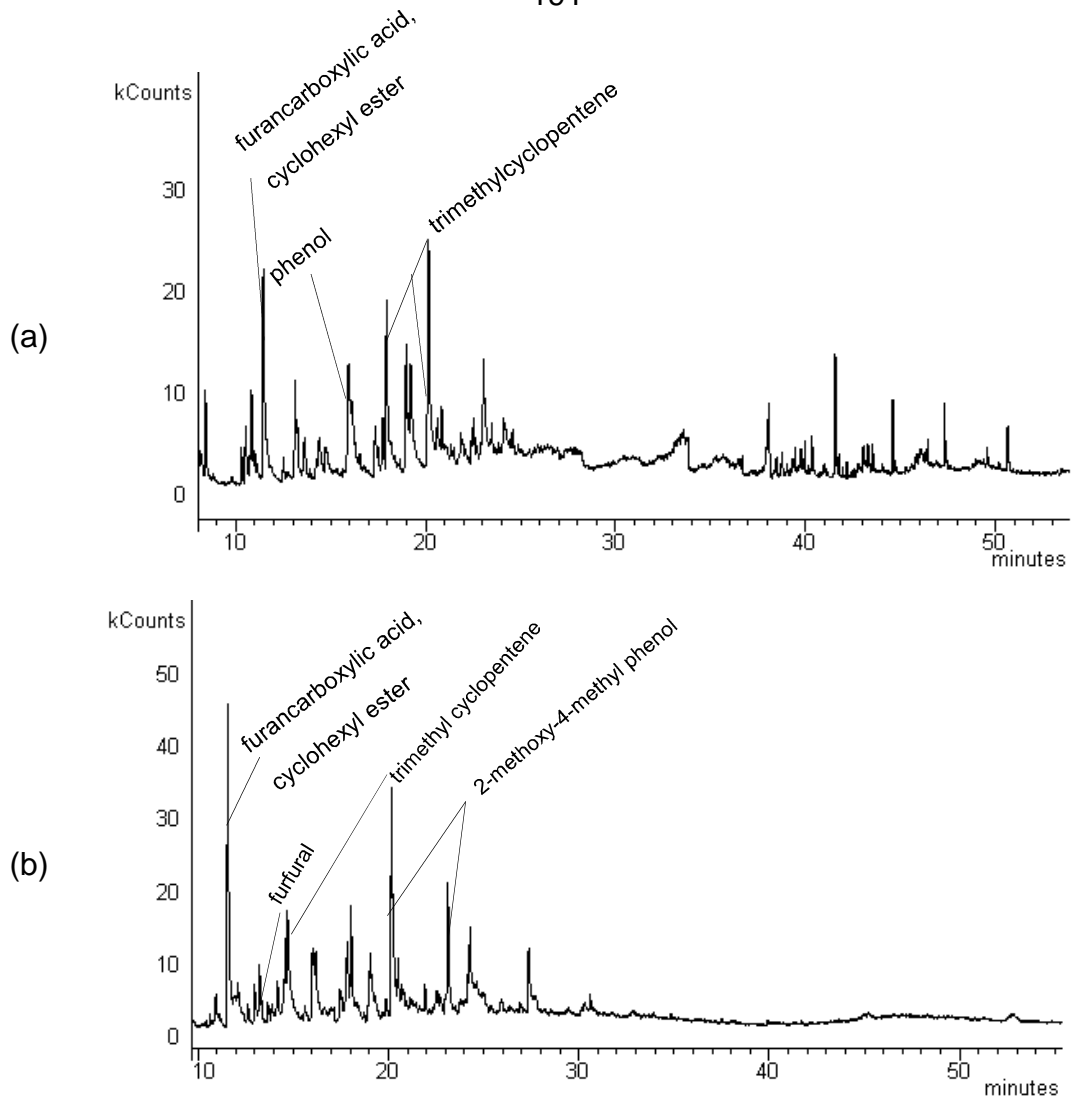 furancarboxylic acid,
cyclohexyl ester
trimethylcyclopentene
phenol
kCounts
30
20
10
0
(a)
10 20 30 40 50
minutes
kCounts
furancarboxylic acid,
cyclohexyl ester
trimethyl cyclopentene
2-methoxy-4-methyl phenol
furfural
50
40
30
20
10
0
(b)
10 20 30 40 50
minutes